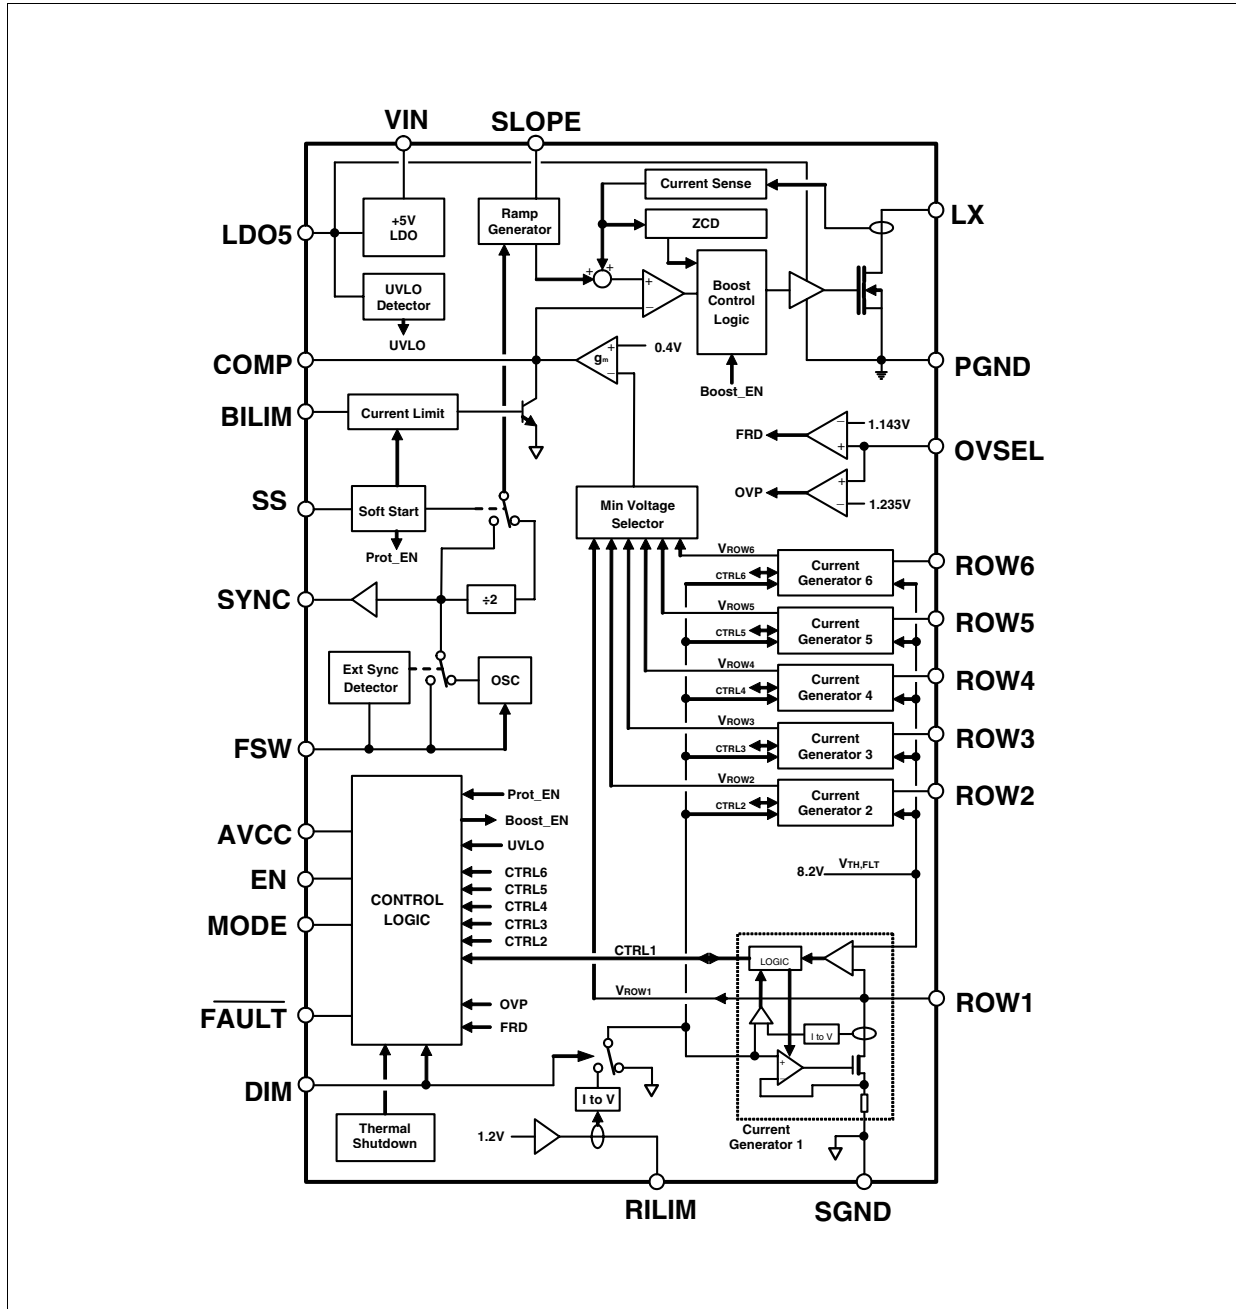 VIN
SLOPE
LDO5
+5V
LDO
Ramp
Generator
Current Sense
ZCD
LX
UVLO
Detector
UVLO
+
+
+
−
Boost
Control
Logic
COMP
gm
+
−
0.4V
Boost_EN
PGND
BILIM
Current Limit
FRD
−
+
1.143V
OVSEL
OVP
+
−
1.235V
SS
Soft Start
Prot_EN
Min Voltage
Selector
SYNC
÷2
VROW6
CTRL6
Current
Generator 6
ROW6
VROW5
CTRL5
Current
Generator 5
ROW5
Ext Sync
Detector
OSC
VROW4
CTRL4
Current
Generator 4
ROW4
FSW
VROW3
CTRL3
Current
Generator 3
ROW3
VROW2
CTRL2
Current
Generator 2
ROW2
AVCC
EN
MODE
FAULT
CONTROL
LOGIC
Prot_EN
Boost_EN
UVLO
CTRL6
CTRL5
CTRL4
CTRL3
CTRL2
CTRL1
8.2V
VTH,FLT
LOGIC
VROW1
ROW1
OVP
FRD
I to V
+
−
DIM
I to V
Thermal
Shutdown
1.2V
Current
Generator 1
RILIM
SGND